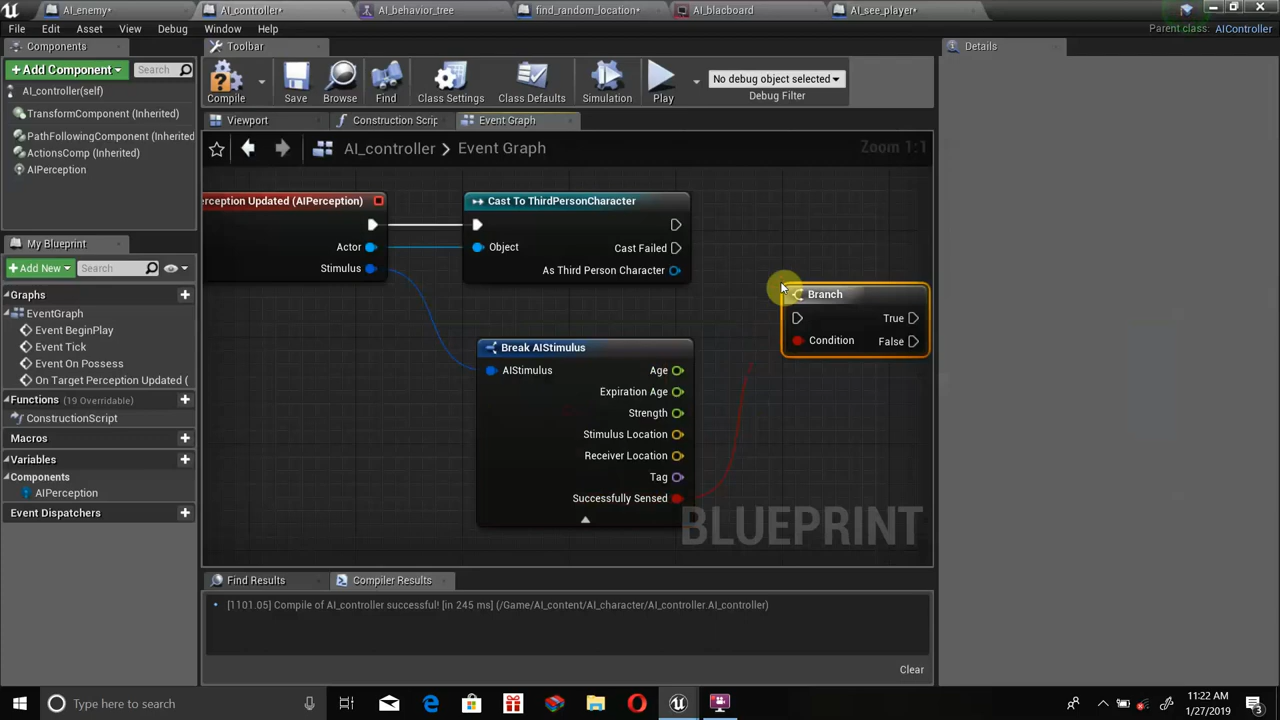 AI_enemy*
AI_controller*
AI_behavior_tree
find_random_location*
AI_blacboard
AI_see_player*
File Edit Asset View Debug Window Help
Parent class: AIController
Components
Toolbar
Details
+ Add Component
Search
AI_controller(self)
TransformComponent (Inherited)
PathFollowingComponent (Inherited)
ActionsComp (Inherited)
AIPerception
Compile
Save
Browse
Find
Class Settings
Class Defaults
Simulation
Play
No debug object selected
Debug Filter
Viewport
Construction Scrip
Event Graph
AI_controller > Event Graph
Zoom 1:1
erception Updated (AIPerception)
Actor
Stimulus
Cast To ThirdPersonCharacter
Object
Cast Failed
As Third Person Character
Branch
True
Condition
False
Break AIStimulus
AIStimulus
Age
Expiration Age
Strength
Stimulus Location
Receiver Location
Tag
Successfully Sensed
BLUEPRINT
My Blueprint
+ Add New
Search
Graphs
EventGraph
Event BeginPlay
Event Tick
Event On Possess
On Target Perception Updated (
Functions (19 Overridable)
ConstructionScript
Macros
Variables
Components
AIPerception
Event Dispatchers
Find Results
Compiler Results
[1101.05] Compile of AI_controller successful! [in 245 ms] (/Game/AI_content/AI_character/AI_controller.AI_controller)
Clear
Type here to search
11:22 AM
1/27/2019
3